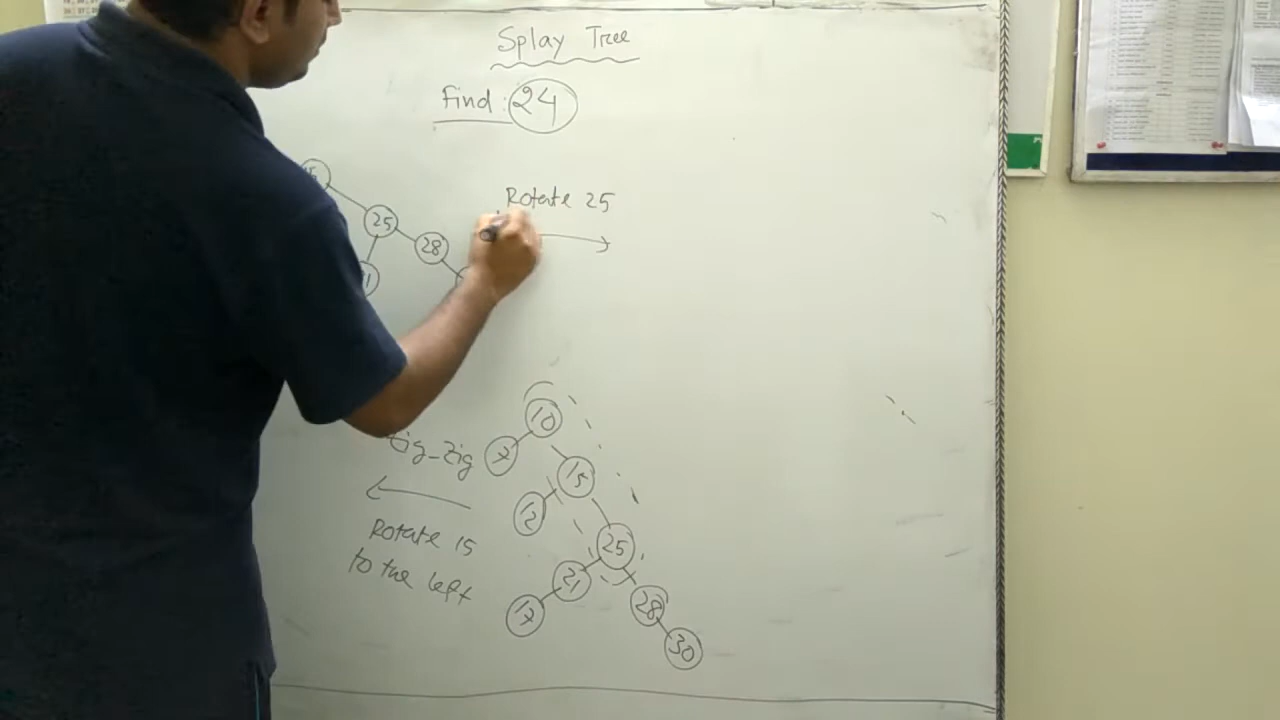 Splay Tree
Find : 24
Rotate 25
15
25
28
Zig-Zig
Rotate 15
to the left
10
7
15
12
25
21
17
28
30